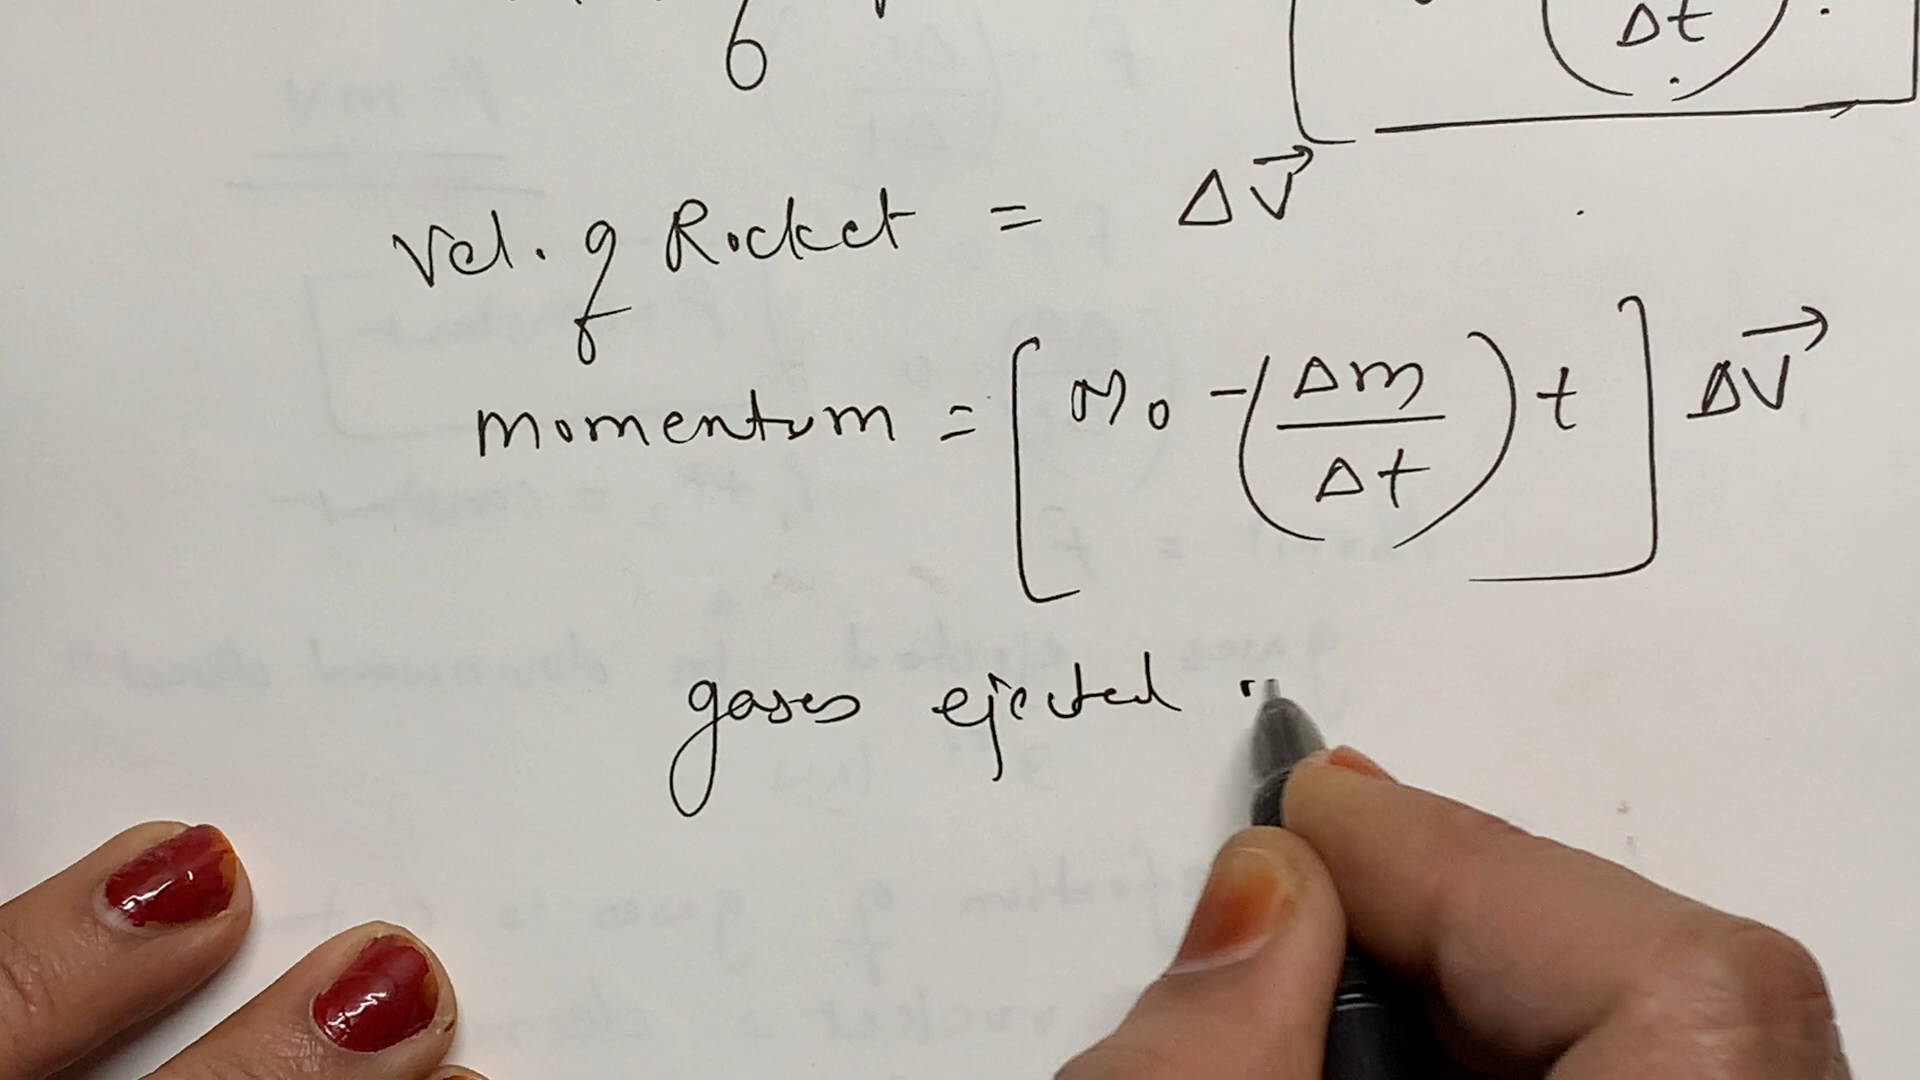 6
Δt
Vel. of Rocket = ΔV⃗
momentum = [m₀ - (Δm/Δt) t] ΔV⃗
gases ejected